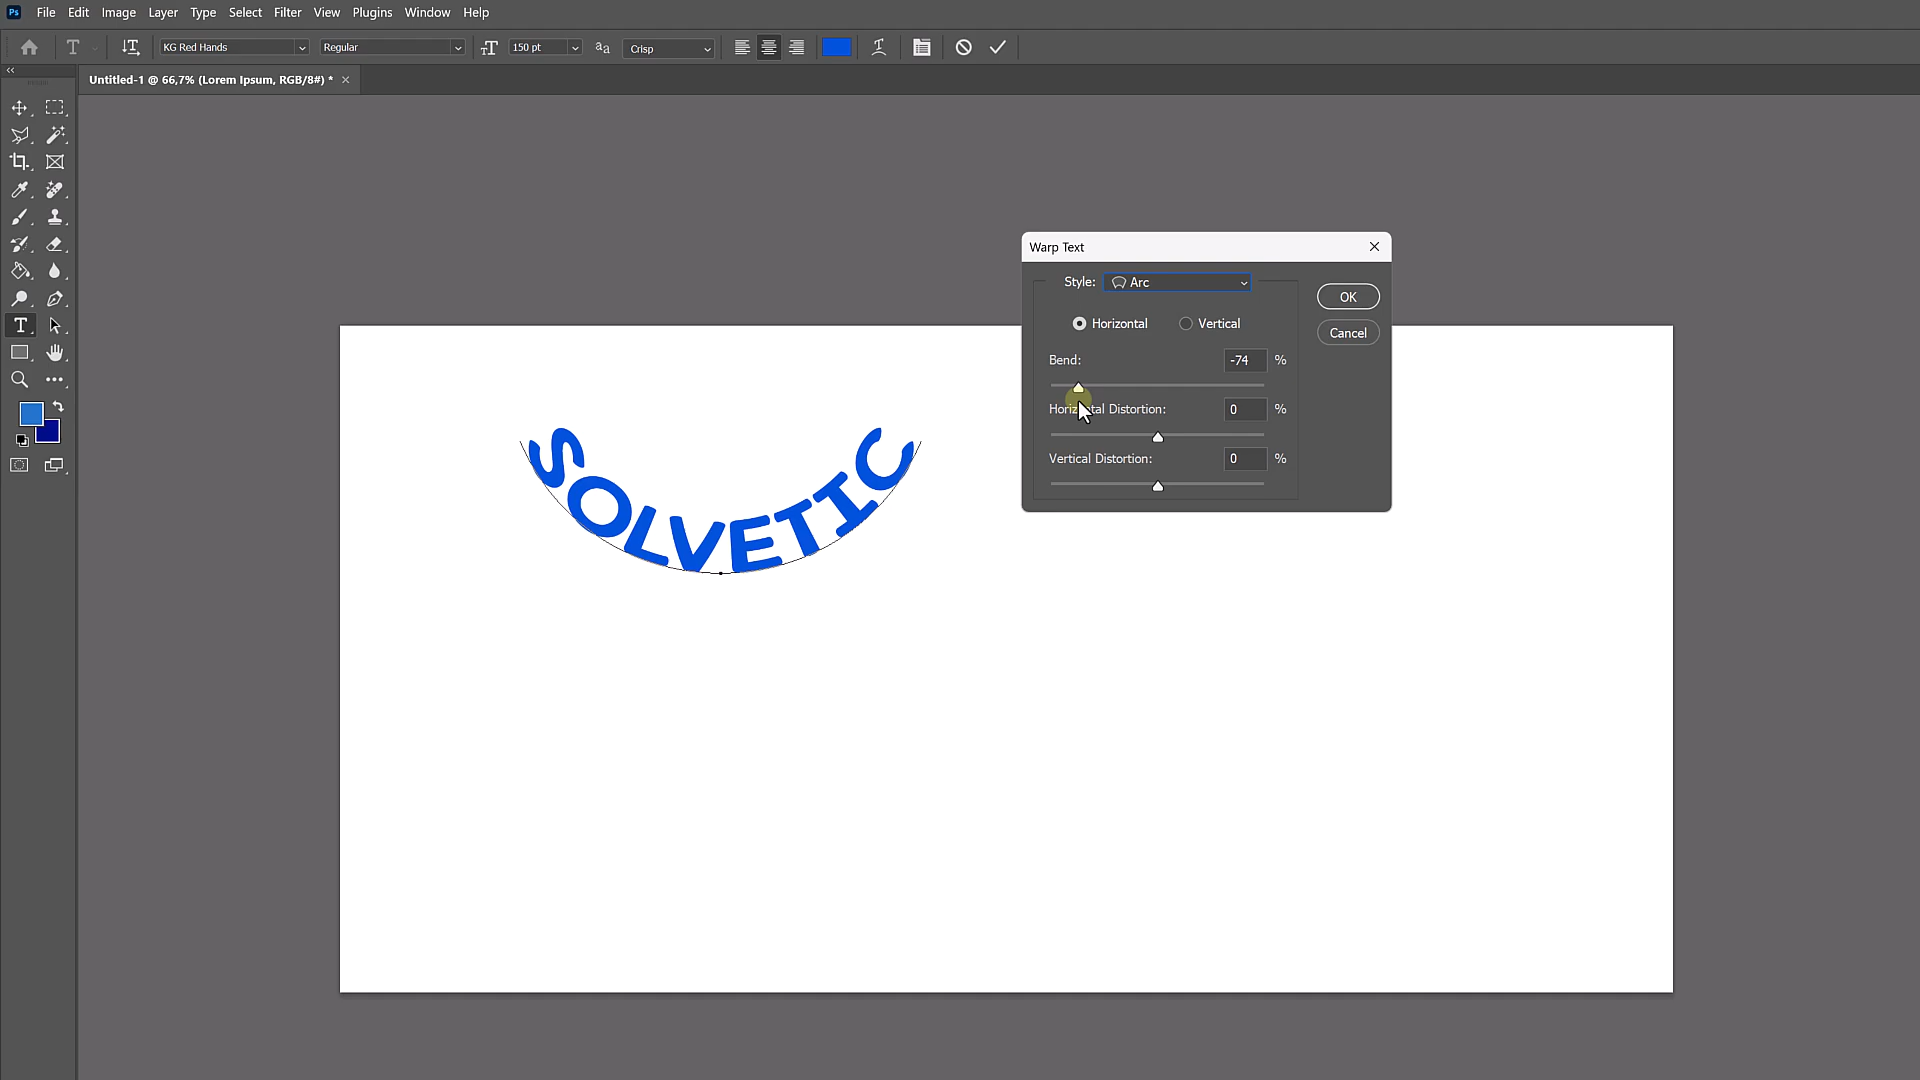 Ps File Edit Image Layer Type Select Filter View Plugins Window Help
T KG Red Hands Regular 150 pt Crisp
Untitled-1 @ 66,7% (Lorem Ipsum, RGB/8#) *
Warp Text
Style: Arc
OK
Horizontal Vertical
Cancel
Bend: -74 %
Horizontal Distortion: 0 %
Vertical Distortion: 0 %
SOLVETIC